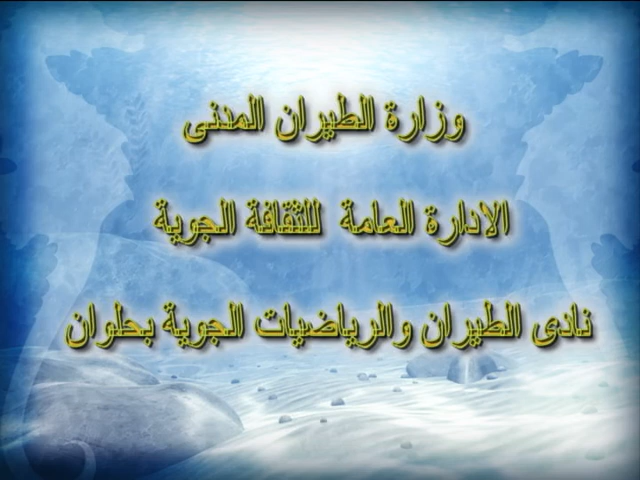 وزارة الطيران المدنى
الادارة العامة للثقافة الجوية
نادى الطيران والرياضيات الجوية بحلوان